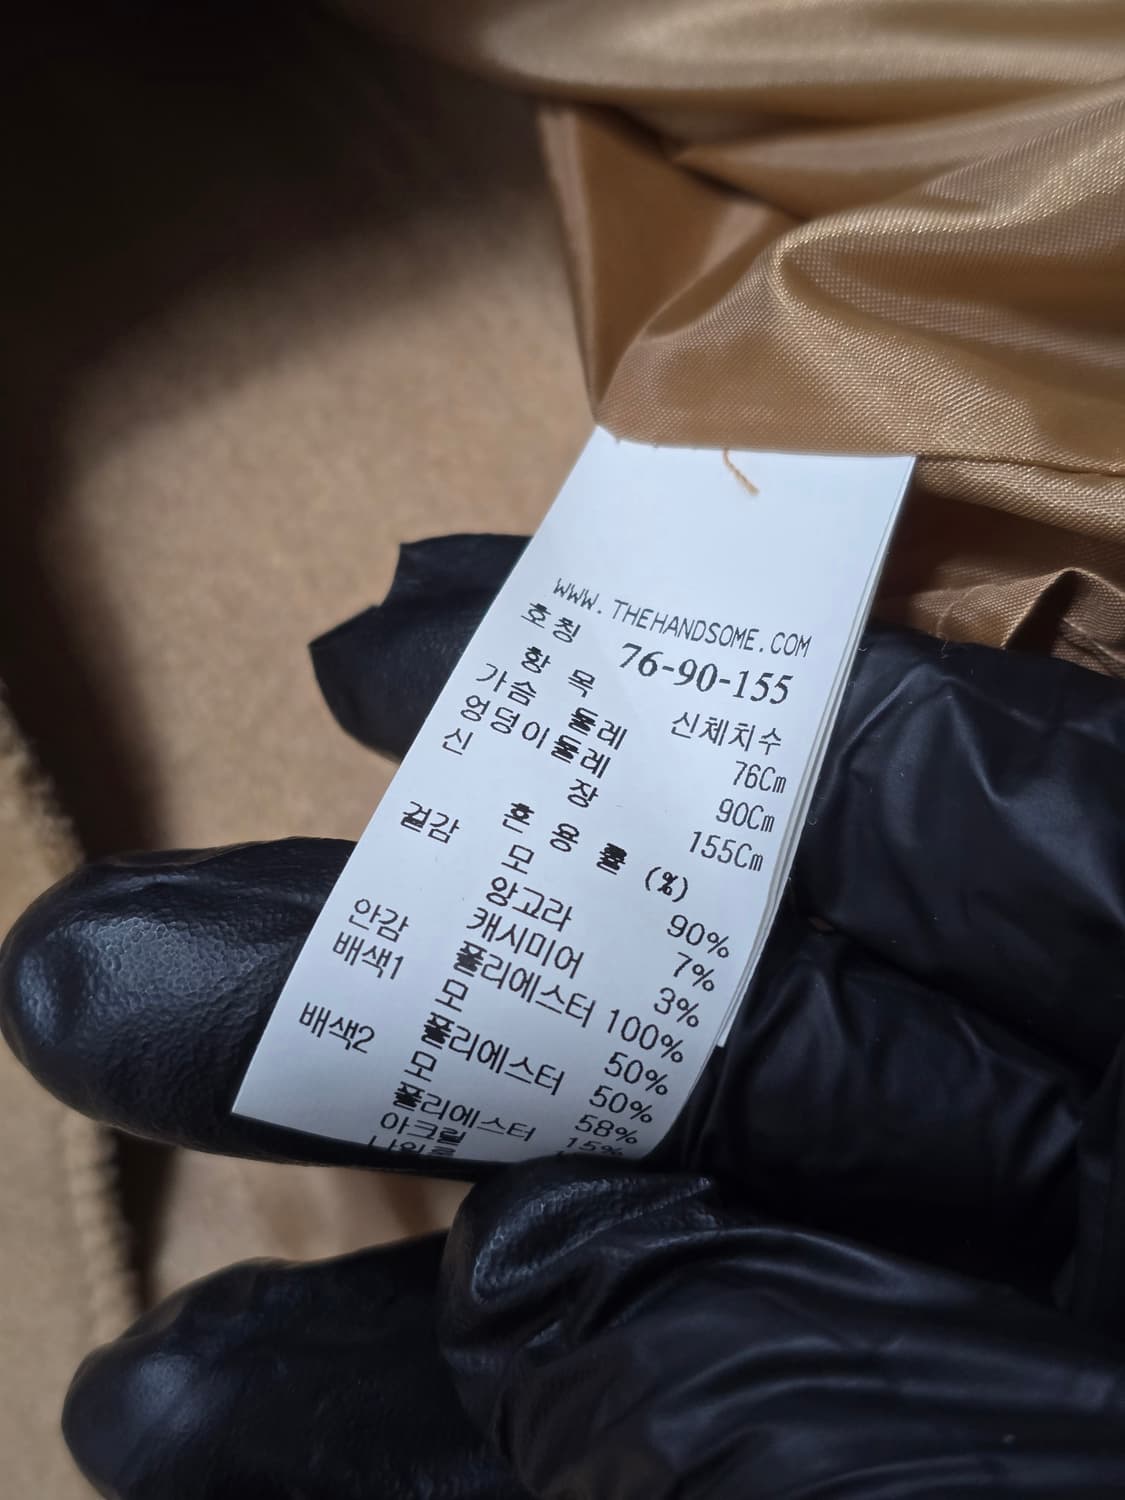 WWW.THEHANDSOME.COM
호칭 76-90-155
항 목 신체치수
가슴 둘레 76Cm
엉덩이둘레 90Cm
신 장 155Cm
혼 용 률 (%)
겉감 모 90%
앙고라 7%
캐시미어 3%
안감 폴리에스터 100%
배색1 모 50%
폴리에스터 50%
배색2 모 58%
폴리에스터 15%
아크릴